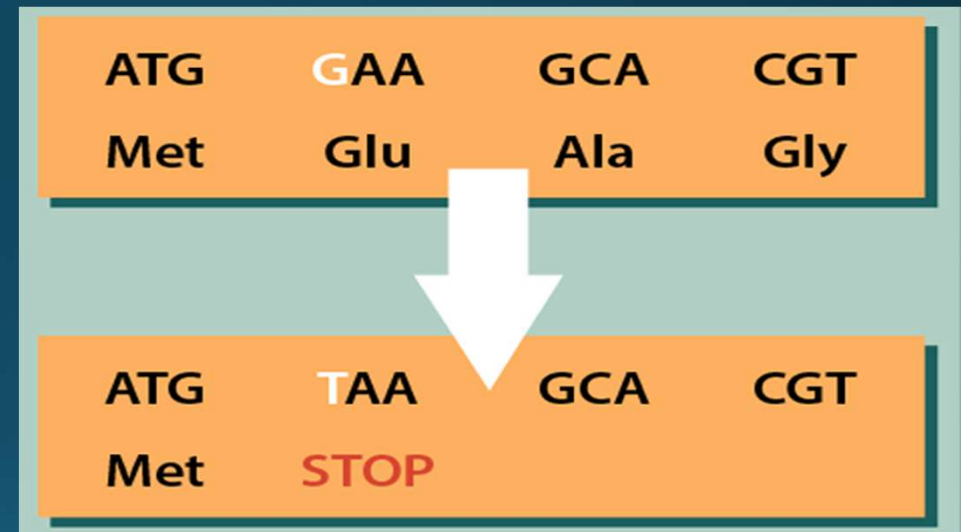 ATG GAA GCA CGT
Met Glu Ala Gly
ATG TAA GCA CGT
Met STOP